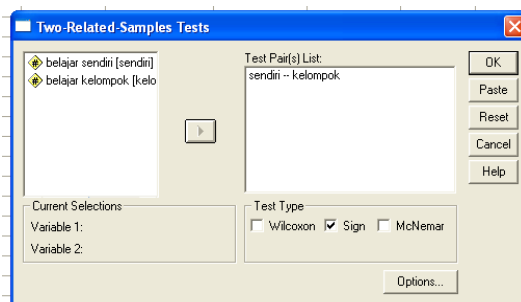 Two-Related-Samples Tests
belajar sendiri [sendiri]
belajar kelompok [kelo
Test Pair(s) List:
sendiri -- kelompok
OK
Paste
Reset
Cancel
Help
Current Selections
Variable 1:
Variable 2:
Test Type
Wilcoxon Sign McNemar
Options...